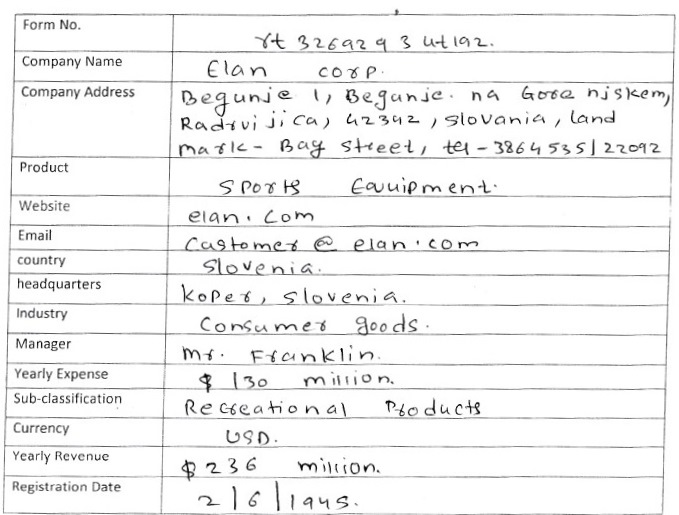 Form No. rt 3269293 ut192.
Company Name Elan corp.
Company Address Begunje 1, Begunje. na Gorenjskem,
Radovijica, 42342, slovania, land
mark - Bay street, tel - 38645351 22092
Product Sports Equipment.
Website elan.com
Email Customer@elan.com
country Slovenia.
headquarters Koper, slovenia.
Industry Consumer goods.
Manager Mr. Franklin.
Yearly Expense $ 130 million.
Sub-classification Recreational Products
Currency USD.
Yearly Revenue $ 236 million.
Registration Date 2/6/1945.